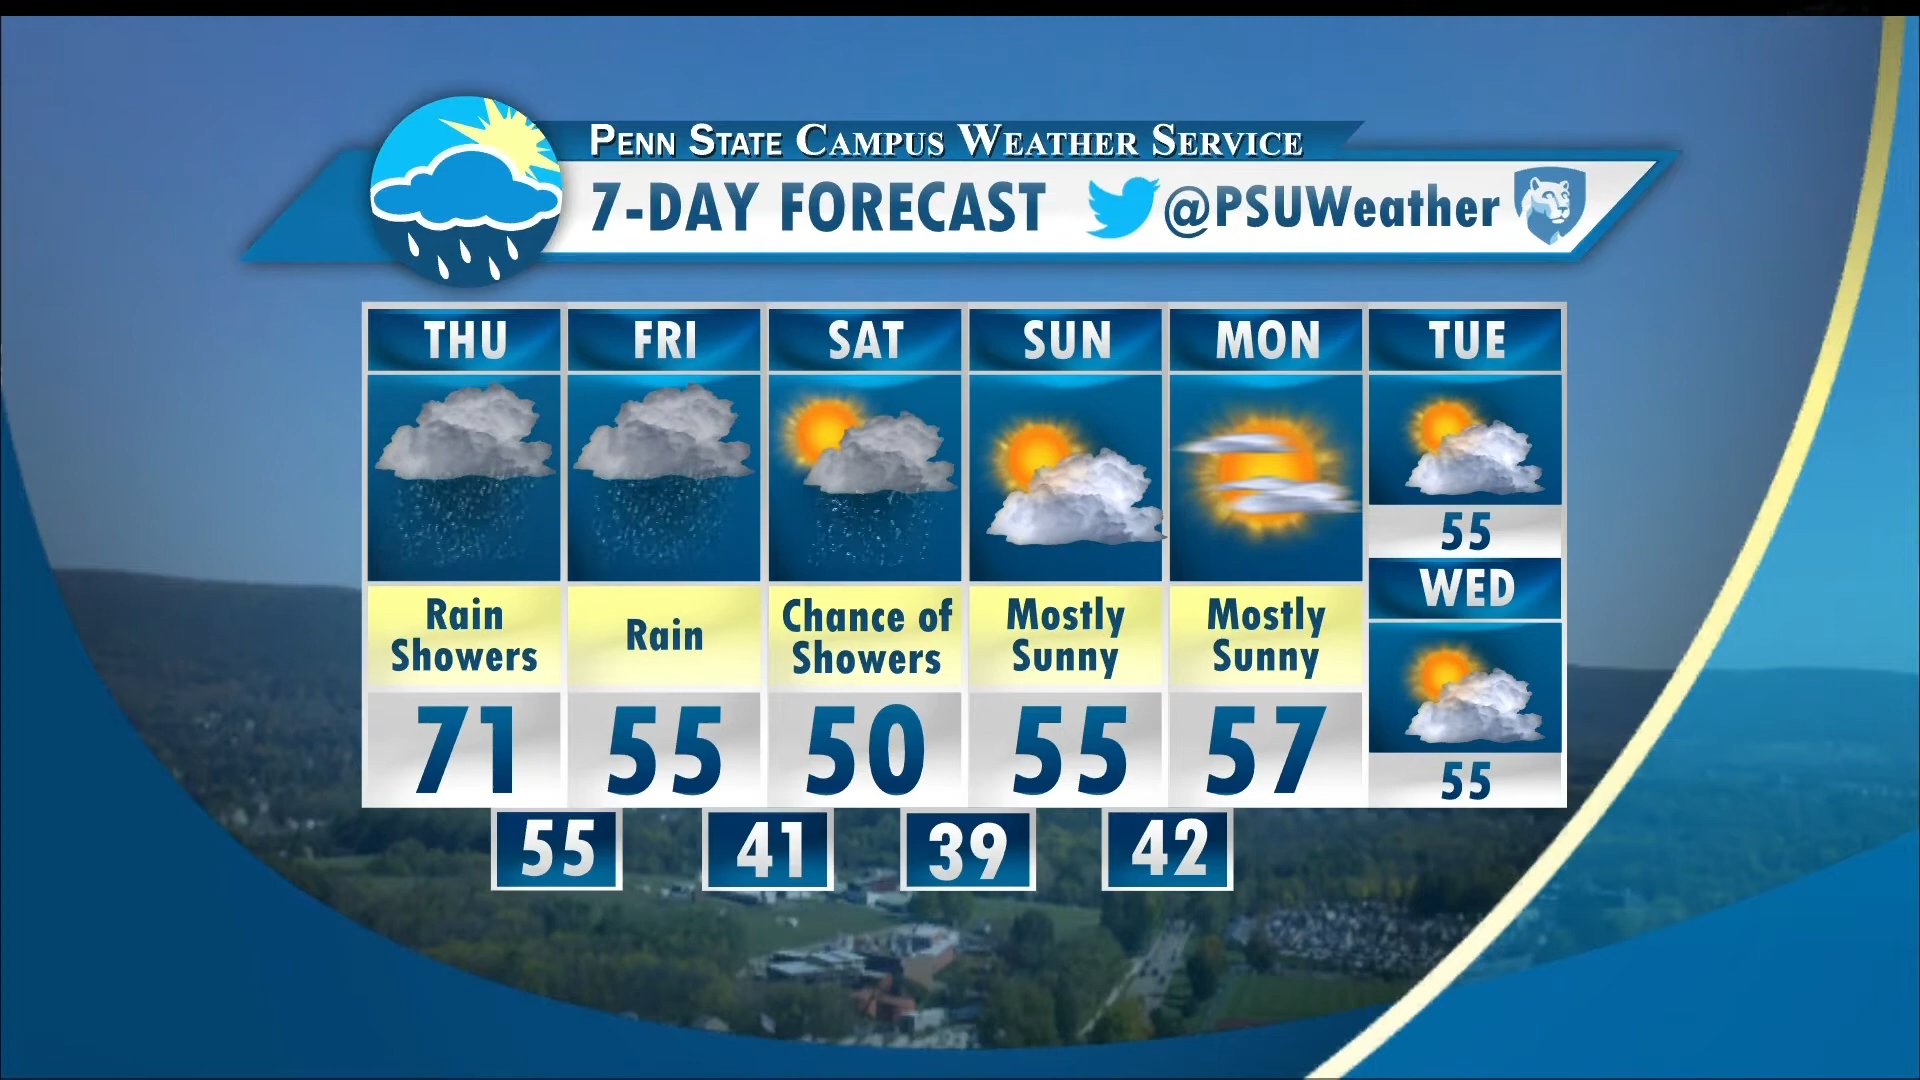 PENN STATE CAMPUS WEATHER SERVICE
7-DAY FORECAST @PSUWeather
THU FRI SAT SUN MON TUE
55
WED
Rain Showers
Rain
Chance of Showers
Mostly Sunny
Mostly Sunny
71 55 50 55 57
55
55 41 39 42